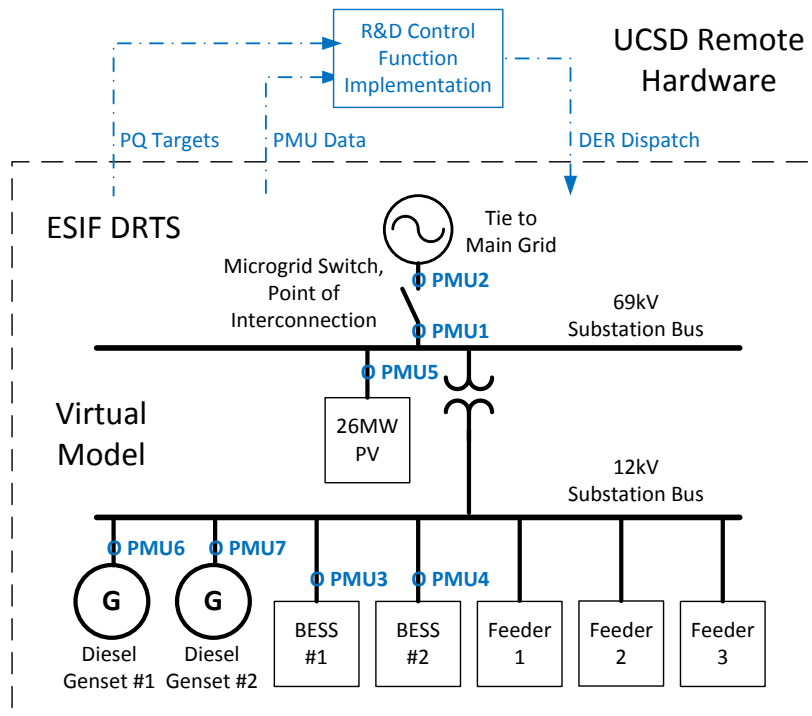 R&D Control
Function
Implementation
UCSD Remote
Hardware
PQ Targets
PMU Data
DER Dispatch
ESIF DRTS
Tie to
Main Grid
Microgrid Switch,
Point of
Interconnection
PMU2
PMU1
69kV
Substation Bus
PMU5
26MW
PV
Virtual
Model
12kV
Substation Bus
PMU6
PMU7
PMU3
PMU4
G
G
Diesel
Genset #1
Diesel
Genset #2
BESS
#1
BESS
#2
Feeder
1
Feeder
2
Feeder
3